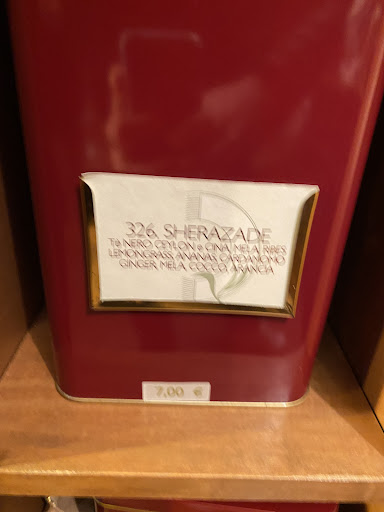 326. SHERAZADE
Tè NERO CEYLON e CINA, MELA, RIBES,
LEMONGRASS, ANANAS, CARDAMOMO
GINGER, MELA, COCCO, ARANCIA
7,00 €